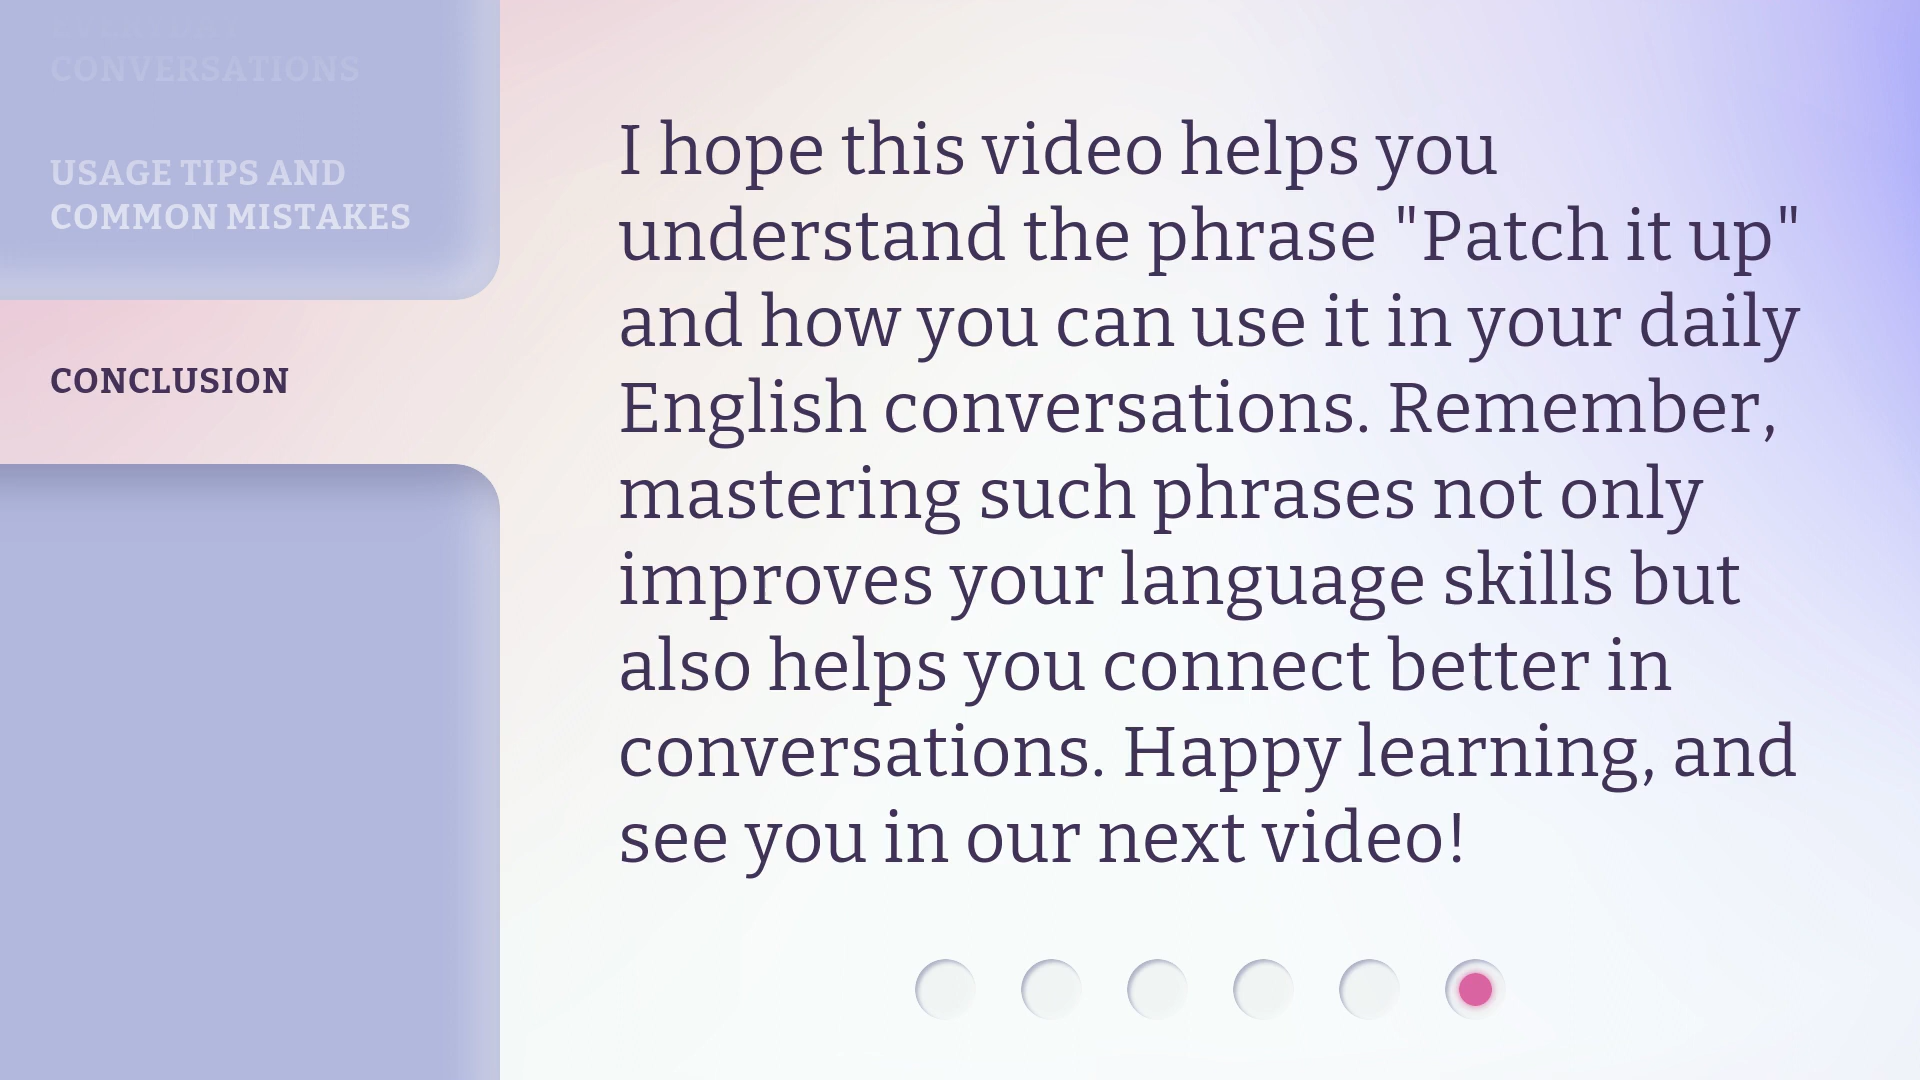 CONVERSATIONS
USAGE TIPS AND
COMMON MISTAKES
CONCLUSION
I hope this video helps you
understand the phrase "Patch it up"
and how you can use it in your daily
English conversations. Remember,
mastering such phrases not only
improves your language skills but
also helps you connect better in
conversations. Happy learning, and
see you in our next video!